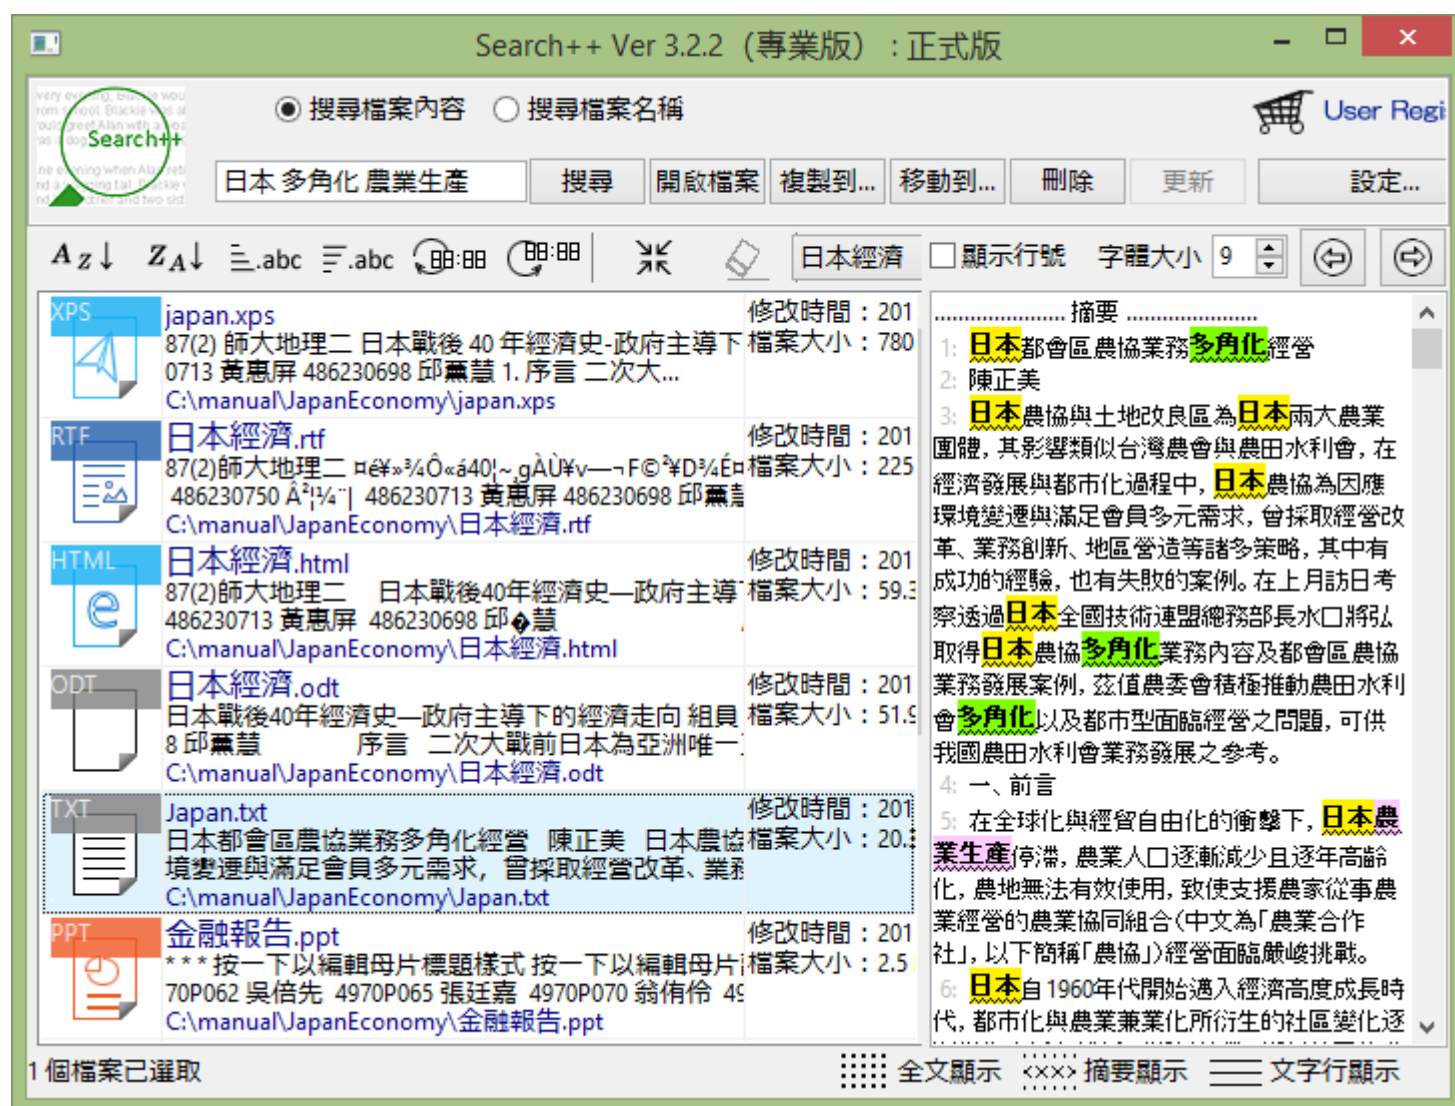 Search++ Ver 3.2.2 （專業版） : 正式版
Search++
搜尋檔案內容 搜尋檔案名稱
User Regi
日本 多角化 農業生產 搜尋 開啟檔案 複製到... 移動到... 刪除 更新 設定...
AZ↓ ZA↓ .abc .abc 88:88 88:88 日本經濟 顯示行號 字體大小 9
XPS
japan.xps
修改時間：201
87(2) 師大地理二 日本戰後 40 年經濟史-政府主導下
檔案大小：780
0713 黃惠屏 486230698 邱薰慧 1. 序言 二次大...
C:\manual\JapanEconomy\japan.xps
RTF
日本經濟.rtf
修改時間：201
87(2)師大地理二
檔案大小：225
486230750 486230713 黃惠屏 486230698 邱薰慧
C:\manual\JapanEconomy\日本經濟.rtf
HTML
日本經濟.html
修改時間：201
87(2)師大地理二 日本戰後40年經濟史—政府主導
檔案大小：59.3
486230713 黃惠屏 486230698 邱�慧
C:\manual\JapanEconomy\日本經濟.html
ODT
日本經濟.odt
修改時間：201
日本戰後40年經濟史—政府主導下的經濟走向 組員
檔案大小：51.9
8 邱薰慧 序言 二次大戰前日本為亞洲唯一
C:\manual\JapanEconomy\日本經濟.odt
TXT
Japan.txt
修改時間：201
日本都會區農協業務多角化經營 陳正美 日本農協
檔案大小：20.
境變遷與滿足會員多元需求，曾採取經營改革、業務
C:\manual\JapanEconomy\Japan.txt
PPT
金融報告.ppt
修改時間：201
* * * 按一下以編輯母片標題樣式 按一下以編輯母片
檔案大小：2.5
70P062 吳倍先 4970P065 張廷嘉 4970P070 翁侑伶 49
C:\manual\JapanEconomy\金融報告.ppt
...................... 摘要 ......................
1: 日本都會區農協業務多角化經營
2: 陳正美
3: 日本農協與土地改良區為日本兩大農業
團體，其影響類似台灣農會與農田水利會，在
經濟發展與都市化過程中，日本農協為因應
環境變遷與滿足會員多元需求，曾採取經營改
革、業務創新、地區營造等諸多策略，其中有
成功的經驗，也有失敗的案例。在上月訪日考
察透過日本全國技術連盟總務部長水口將弘
取得日本農協多角化業務內容及都會區農協
業務發展案例，茲值農委會積極推動農田水利
會多角化以及都市型面臨經營之問題，可供
我國農田水利會業務發展之參考。
4: 一、前言
5: 在全球化與經貿自由化的衝擊下，日本農
業生產停滯，農業人口逐漸減少且逐年高齡
化，農地無法有效使用，致使支援農家從事農
業經營的農業協同組合（中文為「農業合作
社」，以下簡稱「農協」）經營面臨嚴峻挑戰。
6: 日本自1960年代開始邁入經濟高度成長時
代，都市化與農業兼業化所衍生的社區變化逐
1 個檔案已選取
全文顯示 <xx> 摘要顯示 文字行顯示